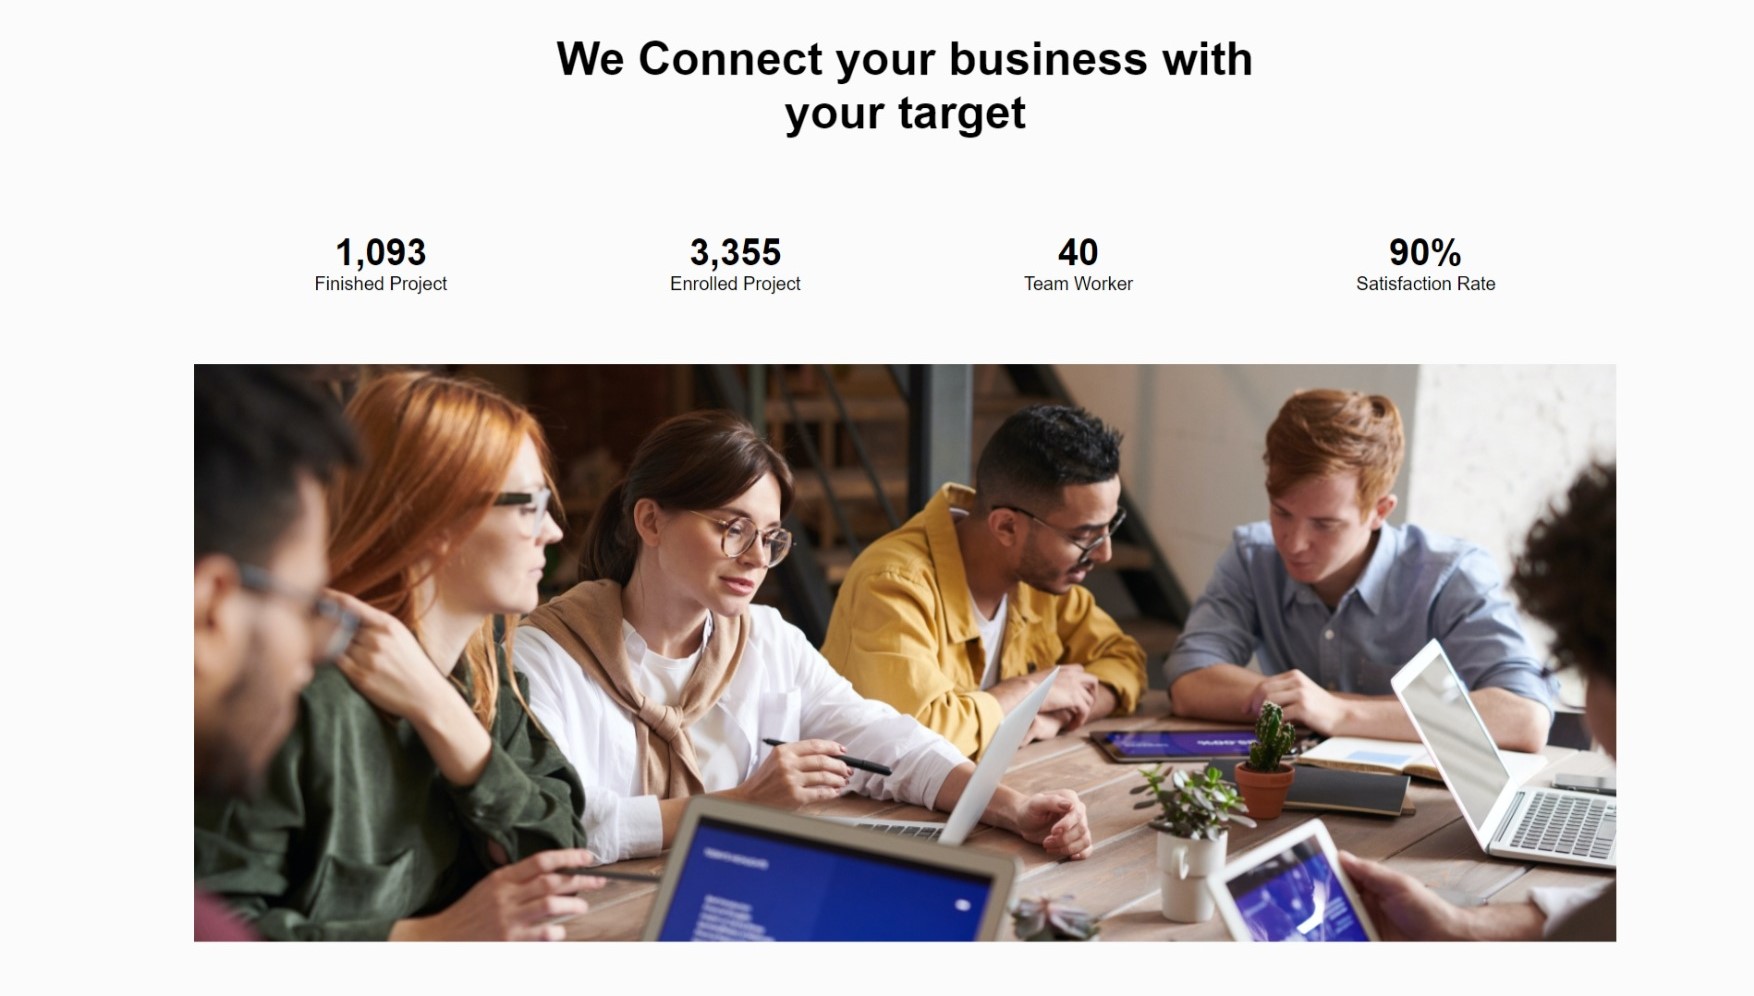 We Connect your business with
your target
1,093
Finished Project
3,355
Enrolled Project
40
Team Worker
90%
Satisfaction Rate